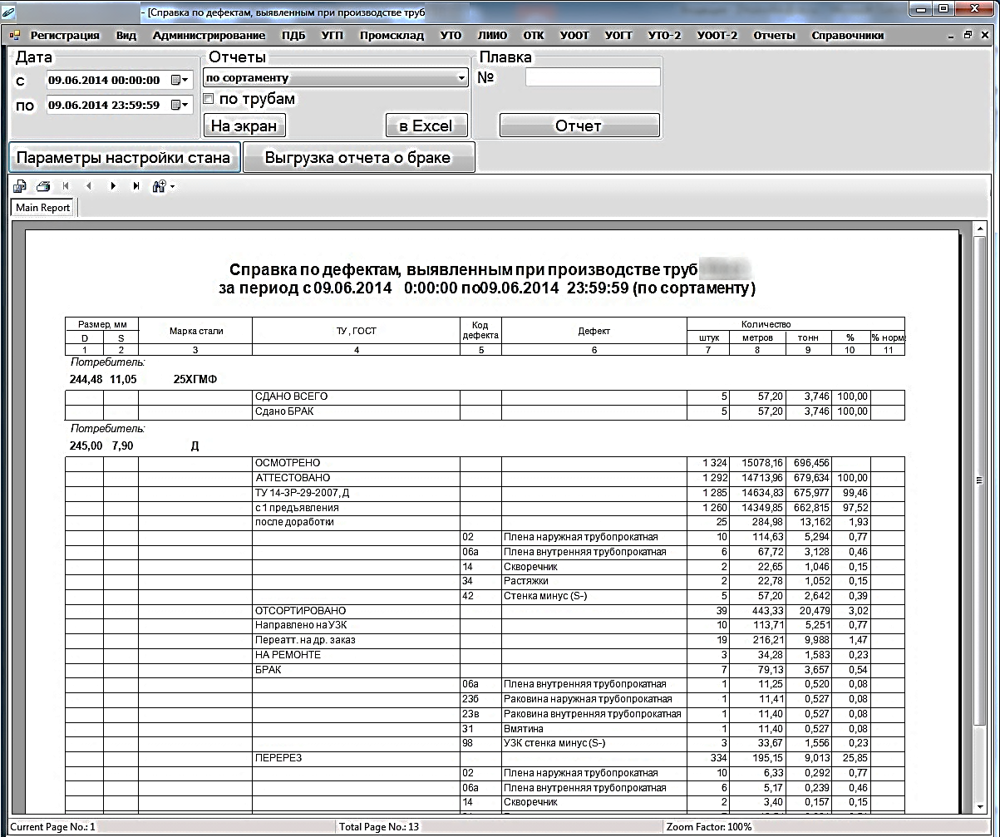 - [Справка по дефектам, выявленным при производстве труб
Регистрация Вид Администрирование ПДБ УГП Промсклад УТО ЛИИО ОТК УООТ УОГТ УТО-2 УООТ-2 Отчеты Справочники
Дата Отчеты Плавка
с 09.06.2014 00:00:00 по сортаменту №
по 09.06.2014 23:59:59 по трубам
На экран в Excel Отчет
Параметры настройки стана Выгрузка отчета о браке
Main Report
Справка по дефектам, выявленным при производстве труб
за период с 09.06.2014 0:00:00 по 09.06.2014 23:59:59 (по сортаменту)
Размер, мм Марка стали ТУ, ГОСТ Код дефекта Дефект Количество
D S штук метров тонн % % норм
1 2 3 4 5 6 7 8 9 10 11
Потребитель:
244,48 11,05 25ХГМФ
СДАНО ВСЕГО 5 57,20 3,746 100,00
Сдано БРАК 5 57,20 3,746 100,00
Потребитель:
245,00 7,90 Д
ОСМОТРЕНО 1 324 15078,16 696,456
АТТЕСТОВАНО 1 292 14713,96 679,634 100,00
ТУ 14-3Р-29-2007, Д 1 285 14634,83 675,977 99,46
с 1 предъявления 1 260 14349,85 662,815 97,52
после доработки 25 284,98 13,162 1,93
02 Плена наружная трубопрокатная 10 114,63 5,294 0,77
06а Плена внутренняя трубопрокатная 6 67,72 3,128 0,46
14 Скворечник 2 22,65 1,046 0,15
34 Растяжки 2 22,78 1,052 0,15
42 Стенка минус (S-) 5 57,20 2,642 0,39
ОТСОРТИРОВАНО 39 443,33 20,479 3,02
Направлено на УЗК 10 113,71 5,251 0,77
Переатт. на др. заказ 19 216,21 9,988 1,47
НА РЕМОНТЕ 3 34,28 1,583 0,23
БРАК 7 79,13 3,657 0,54
06а Плена внутренняя трубопрокатная 1 11,25 0,520 0,08
23б Раковина наружная трубопрокатная 1 11,41 0,527 0,08
23в Раковина внутренняя трубопрокатная 1 11,40 0,527 0,08
31 Вмятина 1 11,40 0,527 0,08
98 УЗК стенка минус (S-) 3 33,67 1,556 0,23
ПЕРЕРЕЗ 334 195,15 9,013 25,85
02 Плена наружная трубопрокатная 10 6,33 0,292 0,77
06а Плена внутренняя трубопрокатная 6 5,17 0,239 0,46
14 Скворечник 2 3,40 0,157 0,15
Current Page No.: 1 Total Page No.: 13 Zoom Factor: 100%